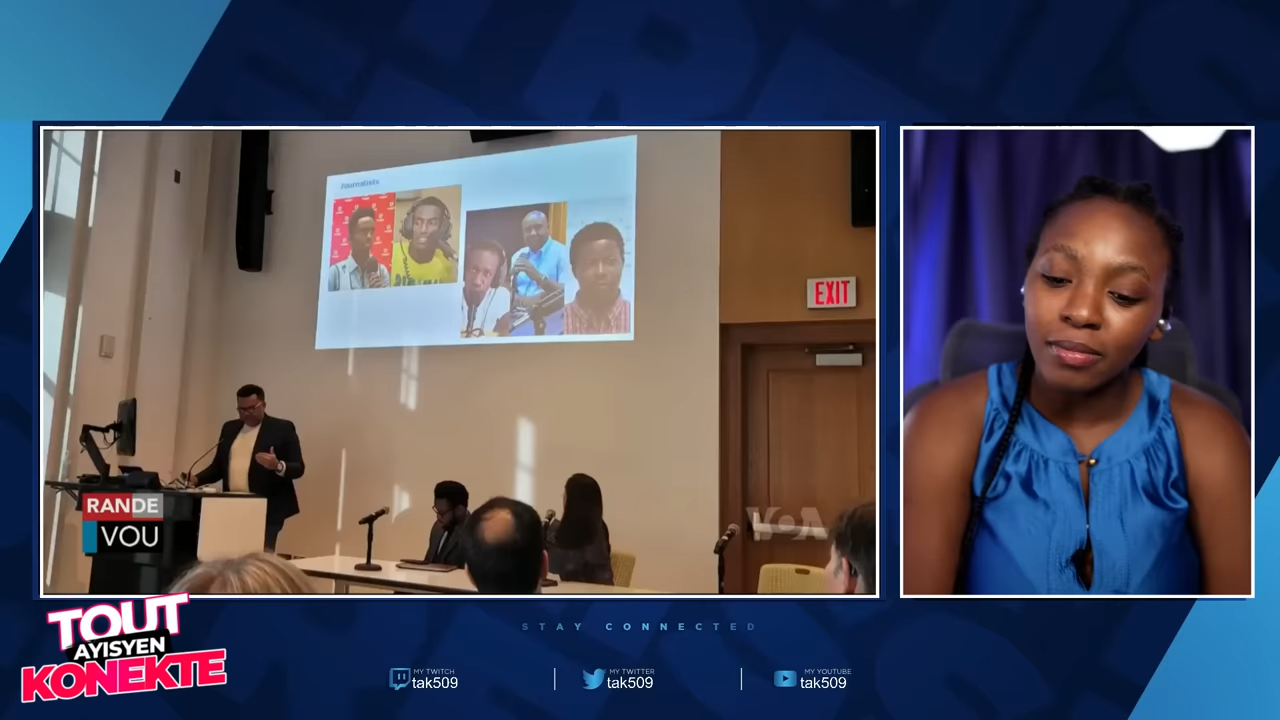 Journalists
EXIT
RANDE
VOU
VOA
TOUT
AYISYEN
KONEKTE
STAY CONNECTED
MY TWITCH
tak509
MY TWITTER
tak509
MY YOUTUBE
tak509